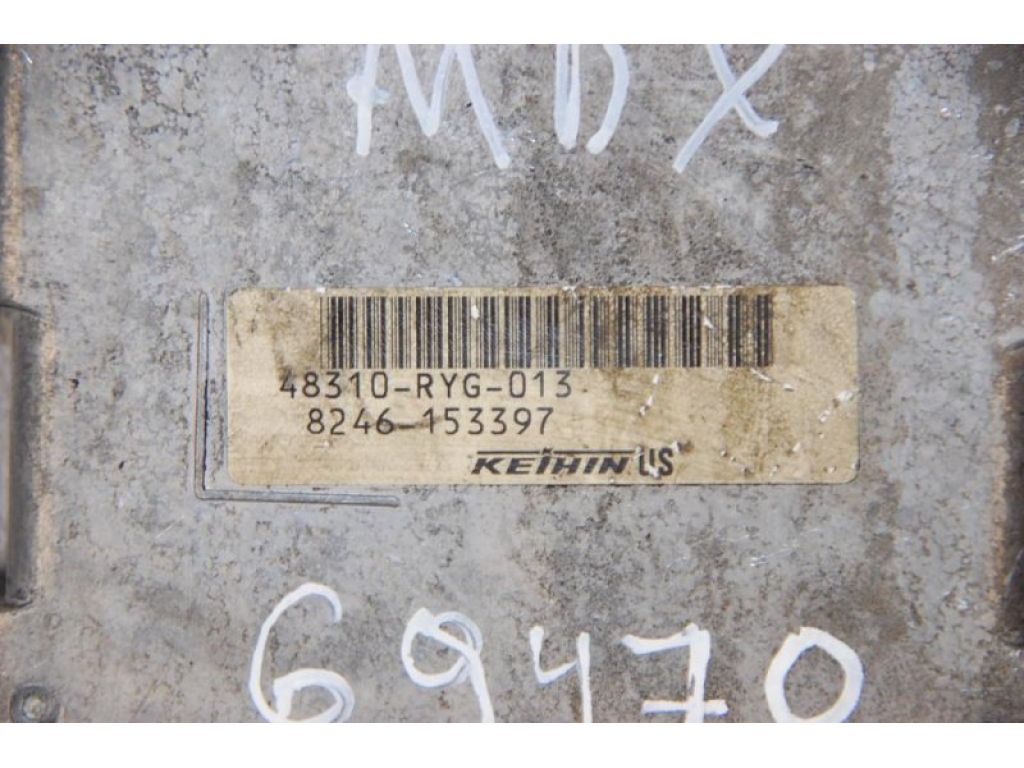 MDX
48310-RYG-013
8246-153397
KEIHIN US
69470